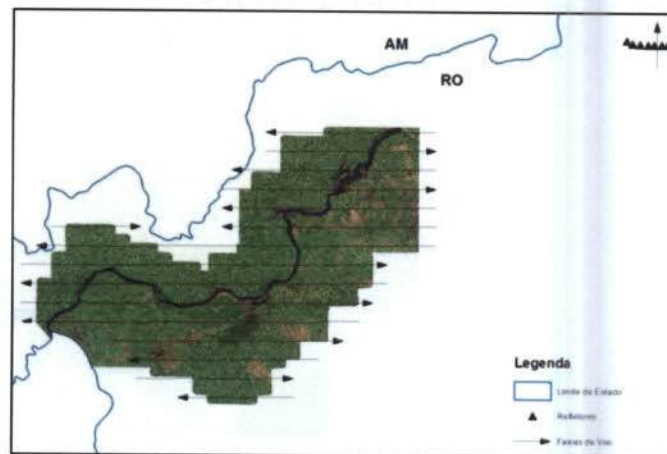 AM
RO
Legenda
Limite de Estado
Refletores
Faixas de Voo